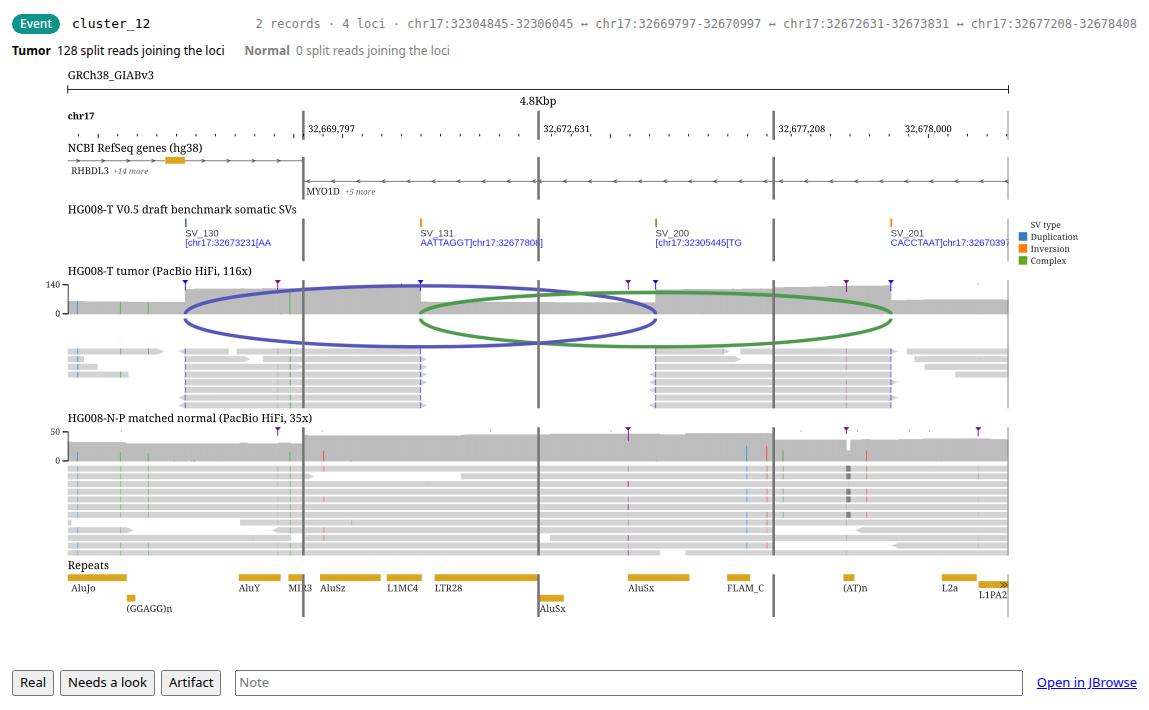 Event cluster_12 2 records · 4 loci · chr17:32304845-32306045 ↔ chr17:32669797-32670997 ↔ chr17:32672631-32673831 ↔ chr17:32677208-32678408
Tumor 128 split reads joining the loci Normal 0 split reads joining the loci
GRCh38_GIABv3
4.8Kbp
chr17
32,669,797 32,672,631 32,677,208 32,678,000
NCBI RefSeq genes (hg38)
RHBDL3 +14 more
MYO1D +5 more
HG008-T V0.5 draft benchmark somatic SVs
SV_130 SV_131 SV_200 SV_201
[chr17:32673231[AA AATTAGGT]chr17:32677808] [chr17:32305445[TG CACCTAAT]chr17:32670397
SV type
Duplication
Inversion
Complex
HG008-T tumor (PacBio HiFi, 116x)
140
0
HG008-N-P matched normal (PacBio HiFi, 35x)
50
0
Repeats
AluJo AluY MIR3 AluSz L1MC4 LTR28 AluSx FLAM_C (AT)n L2a L1PA2
(GGAGG)n AluSx
Real Needs a look Artifact Note Open in JBrowse